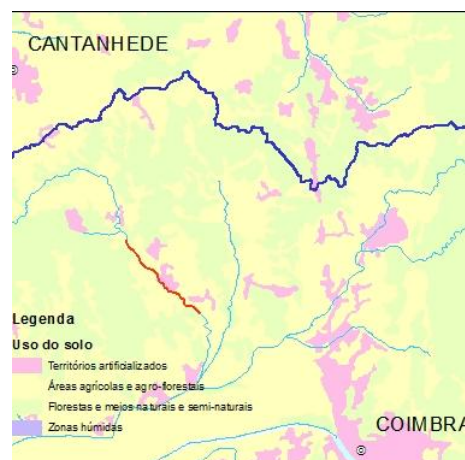 CANTANHEDE
Legenda
Uso do solo
Territórios artificializados
Áreas agrícolas e agro-florestais
Florestas e meios naturais e semi-naturais
Zonas húmidas
COIMBRA